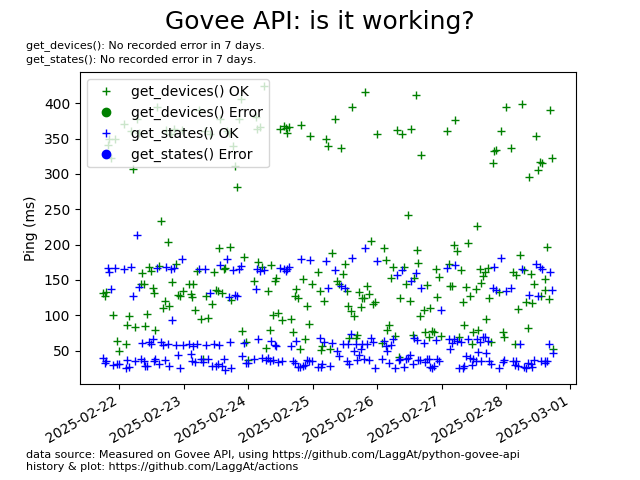 Govee API: is it working?
get_devices(): No recorded error in 7 days.
get_states(): No recorded error in 7 days.
get_devices() OK
get_devices() Error
get_states() OK
get_states() Error
Ping (ms)
400
350
300
250
200
150
100
50
2025-02-22
2025-02-23
2025-02-24
2025-02-25
2025-02-26
2025-02-27
2025-02-28
2025-03-01
data source: Measured on Govee API, using https://github.com/LaggAt/python-govee-api
history & plot: https://github.com/LaggAt/actions